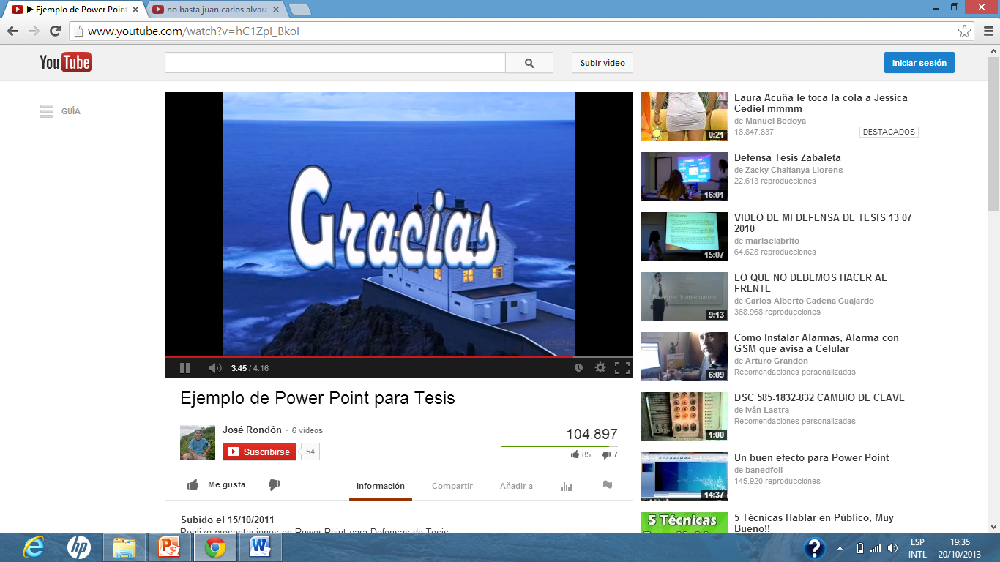 ▶ Ejemplo de Power Point
no basta juan carlos alvara
www.youtube.com/watch?v=hC1Zpl_BkoI
YouTube
Subir video
Iniciar sesión
GUÍA
Gracias
3:45 / 4:16
Ejemplo de Power Point para Tesis
José Rondón · 6 vídeos
Suscribirse 54
104.897
85 7
Me gusta
Información Compartir Añadir a
Subido el 15/10/2011
Realizo presentaciones en Power Point para Defensas de Tesis
0:21
Laura Acuña le toca la cola a Jessica
Cediel mmmm
de Manuel Bedoya
18.847.837 DESTACADOS
16:01
Defensa Tesis Zabaleta
de Zacky Chaitanya Llorens
22.613 reproducciones
15:07
VIDEO DE MI DEFENSA DE TESIS 13 07
2010
de mariselabrito
64.628 reproducciones
Palabras Inadecuadas
9:13
LO QUE NO DEBEMOS HACER AL
FRENTE
de Carlos Alberto Cadena Guajardo
368.968 reproducciones
6:09
Como Instalar Alarmas, Alarma con
GSM que avisa a Celular
de Arturo Grandon
Recomendaciones personalizadas
1:00
DSC 585-1832-832 CAMBIO DE CLAVE
de Iván Lastra
Recomendaciones personalizadas
14:37
Un buen efecto para Power Point
de banedfoil
145.920 reproducciones
5 Técnicas
5 Técnicas Hablar en Público, Muy
Bueno!!
ESP
INTL
19:35
20/10/2013